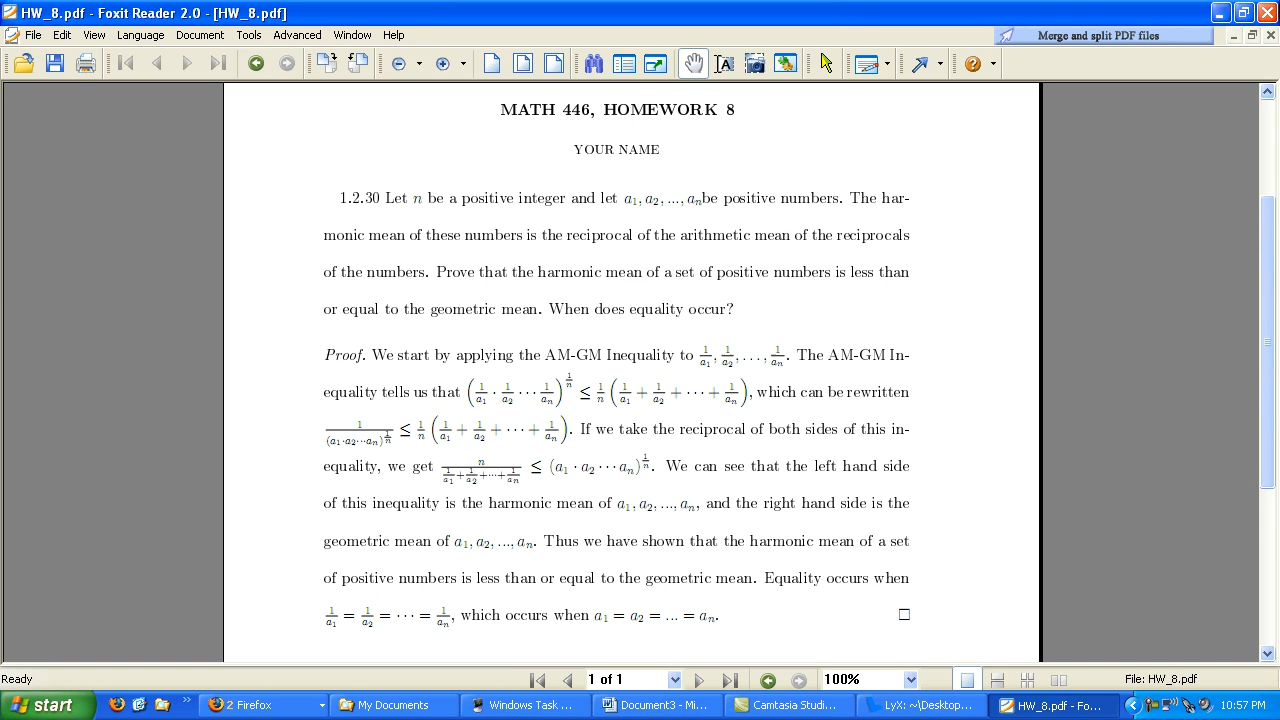 HW_8.pdf - Foxit Reader 2.0 - [HW_8.pdf]
File Edit View Language Document Tools Advanced Window Help
Merge and split PDF files
MATH 446, HOMEWORK 8
YOUR NAME
1.2.30 Let n be a positive integer and let a₁, a₂, ..., aₙbe positive numbers. The har-
monic mean of these numbers is the reciprocal of the arithmetic mean of the reciprocals
of the numbers. Prove that the harmonic mean of a set of positive numbers is less than
or equal to the geometric mean. When does equality occur?
Proof. We start by applying the AM-GM Inequality to 1/a₁, 1/a₂, . . . , 1/aₙ. The AM-GM In-
equality tells us that (1/a₁ · 1/a₂ ··· 1/aₙ)^(1/n) ≤ 1/n (1/a₁ + 1/a₂ + ··· + 1/aₙ), which can be rewritten
1/(a₁·a₂···aₙ)^(1/n) ≤ 1/n (1/a₁ + 1/a₂ + ··· + 1/aₙ). If we take the reciprocal of both sides of this in-
equality, we get n/(1/a₁+1/a₂+···+1/aₙ) ≤ (a₁ · a₂ ··· aₙ)^(1/n). We can see that the left hand side
of this inequality is the harmonic mean of a₁, a₂, ..., aₙ, and the right hand side is the
geometric mean of a₁, a₂, ..., aₙ. Thus we have shown that the harmonic mean of a set
of positive numbers is less than or equal to the geometric mean. Equality occurs when
1/a₁ = 1/a₂ = ··· = 1/aₙ, which occurs when a₁ = a₂ = ... = aₙ. □
Ready 1 of 1 100% File: HW_8.pdf
start 2 Firefox My Documents Windows Task ... Document3 - Mi... Camtasia Studi... LyX: ~\Desktop... HW_8.pdf - Fo... 10:57 PM